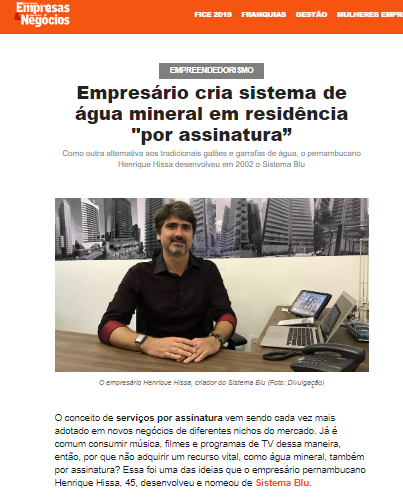 Empresas
& Negócios
FICE 2019 FRANQUIAS GESTÃO MULHERES EMPR
EMPREENDEDORISMO
Empresário cria sistema de
água mineral em residência
"por assinatura”
Como outra alternativa aos tradicionais galões e garrafas de água, o pernambucano
Henrique Hissa desenvolveu em 2002 o Sistema Blu
O empresário Henrique Hissa, criador do Sistema Blu (Foto: Divulgação)
O conceito de serviços por assinatura vem sendo cada vez mais
adotado em novos negócios de diferentes nichos do mercado. Já é
comum consumir música, filmes e programas de TV dessa maneira,
então, por que não adquirir um recurso vital, como água mineral, também
por assinatura? Essa foi uma das ideias que o empresário pernambucano
Henrique Hissa, 45, desenvolveu e nomeou de Sistema Blu.